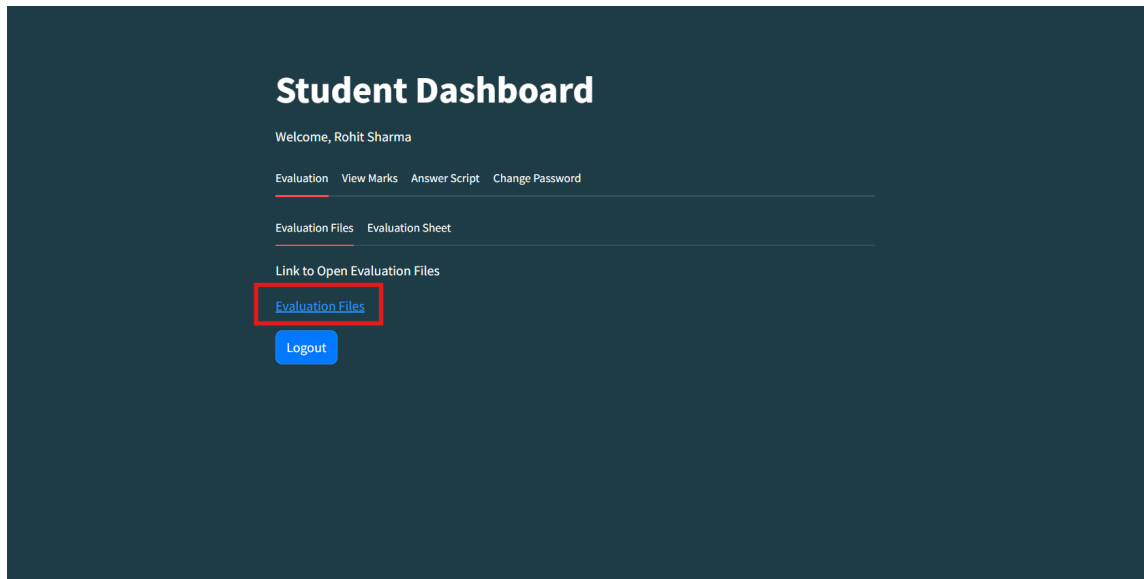 Student Dashboard
Welcome, Rohit Sharma
Evaluation View Marks Answer Script Change Password
Evaluation Files Evaluation Sheet
Link to Open Evaluation Files
Evaluation Files
Logout